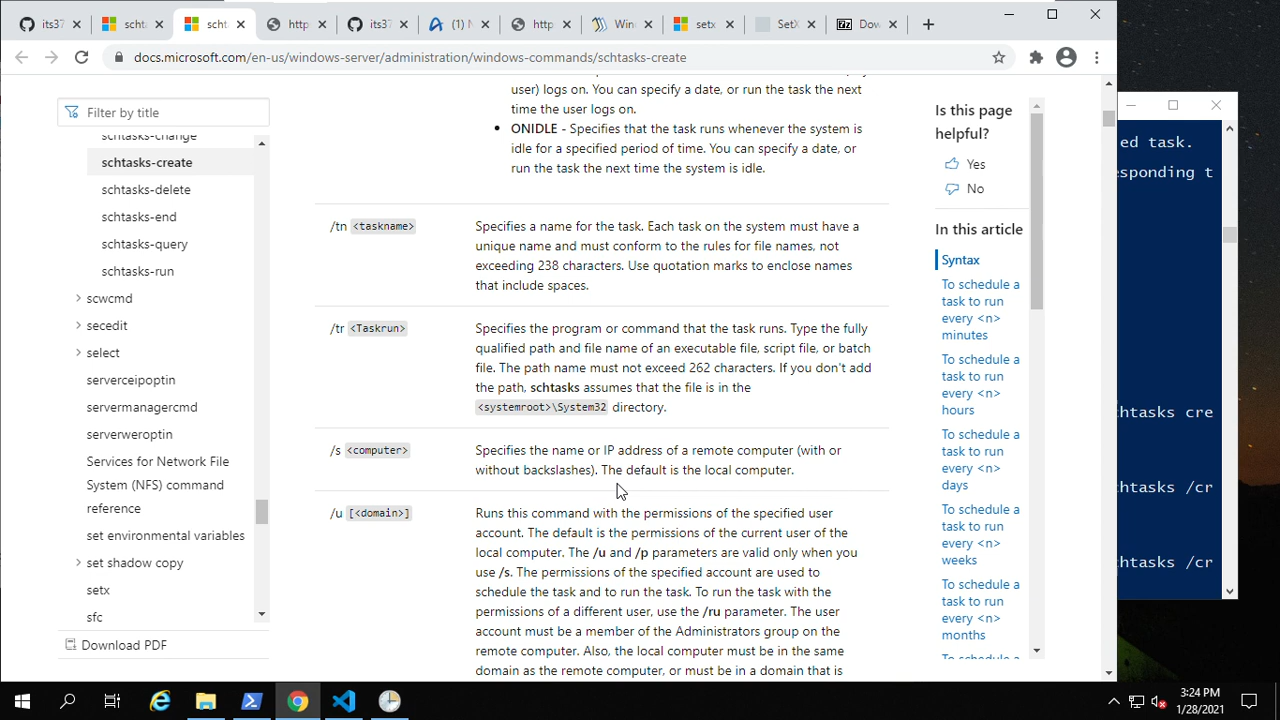 its37
scht
scht
http
its37
(1) N
http
Win
setx
SetX
7z
Dow
docs.microsoft.com/en-us/windows-server/administration/windows-commands/schtasks-create
Filter by title
schtasks-change
schtasks-create
schtasks-delete
schtasks-end
schtasks-query
schtasks-run
scwcmd
secedit
select
serverceipoptin
servermanagercmd
serverweroptin
Services for Network File
System (NFS) command
reference
set environmental variables
set shadow copy
setx
sfc
Download PDF
user) logs on. You can specify a date, or run the task the next
time the user logs on.
• ONIDLE - Specifies that the task runs whenever the system is
idle for a specified period of time. You can specify a date, or
run the task the next time the system is idle.
/tn <taskname>
Specifies a name for the task. Each task on the system must have a
unique name and must conform to the rules for file names, not
exceeding 238 characters. Use quotation marks to enclose names
that include spaces.
/tr <Taskrun>
Specifies the program or command that the task runs. Type the fully
qualified path and file name of an executable file, script file, or batch
file. The path name must not exceed 262 characters. If you don't add
the path, schtasks assumes that the file is in the
<systemroot>\System32 directory.
/s <computer>
Specifies the name or IP address of a remote computer (with or
without backslashes). The default is the local computer.
/u [<domain>]
Runs this command with the permissions of the specified user
account. The default is the permissions of the current user of the
local computer. The /u and /p parameters are valid only when you
use /s. The permissions of the specified account are used to
schedule the task and to run the task. To run the task with the
permissions of a different user, use the /ru parameter. The user
account must be a member of the Administrators group on the
remote computer. Also, the local computer must be in the same
domain as the remote computer, or must be in a domain that is
Is this page
helpful?
Yes
No
In this article
Syntax
To schedule a
task to run
every <n>
minutes
To schedule a
task to run
every <n>
hours
To schedule a
task to run
every <n>
days
To schedule a
task to run
every <n>
weeks
To schedule a
task to run
every <n>
months
ed task.
sponding t
htasks cre
htasks /cr
htasks /cr
3:24 PM
1/28/2021